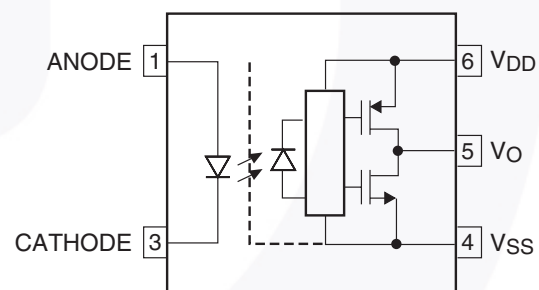 ANODE 1
6 VDD
5 VO
CATHODE 3
4 VSS